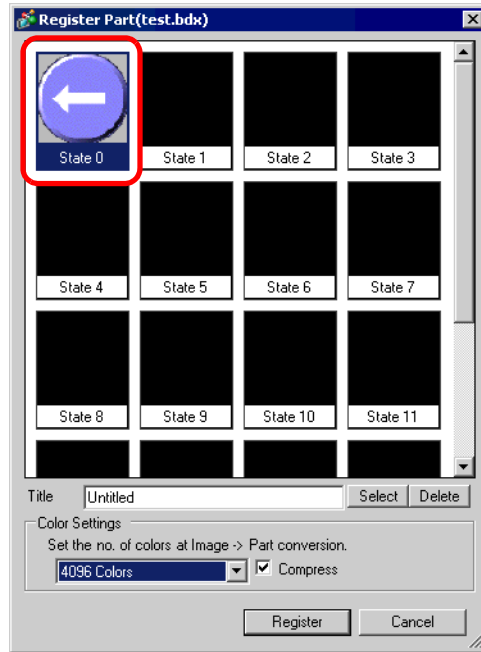 Register Part(test.bdx)
State 0 State 1 State 2 State 3
State 4 State 5 State 6 State 7
State 8 State 9 State 10 State 11
Title Untitled Select Delete
Color Settings
Set the no. of colors at Image -> Part conversion.
4096 Colors Compress
Register Cancel